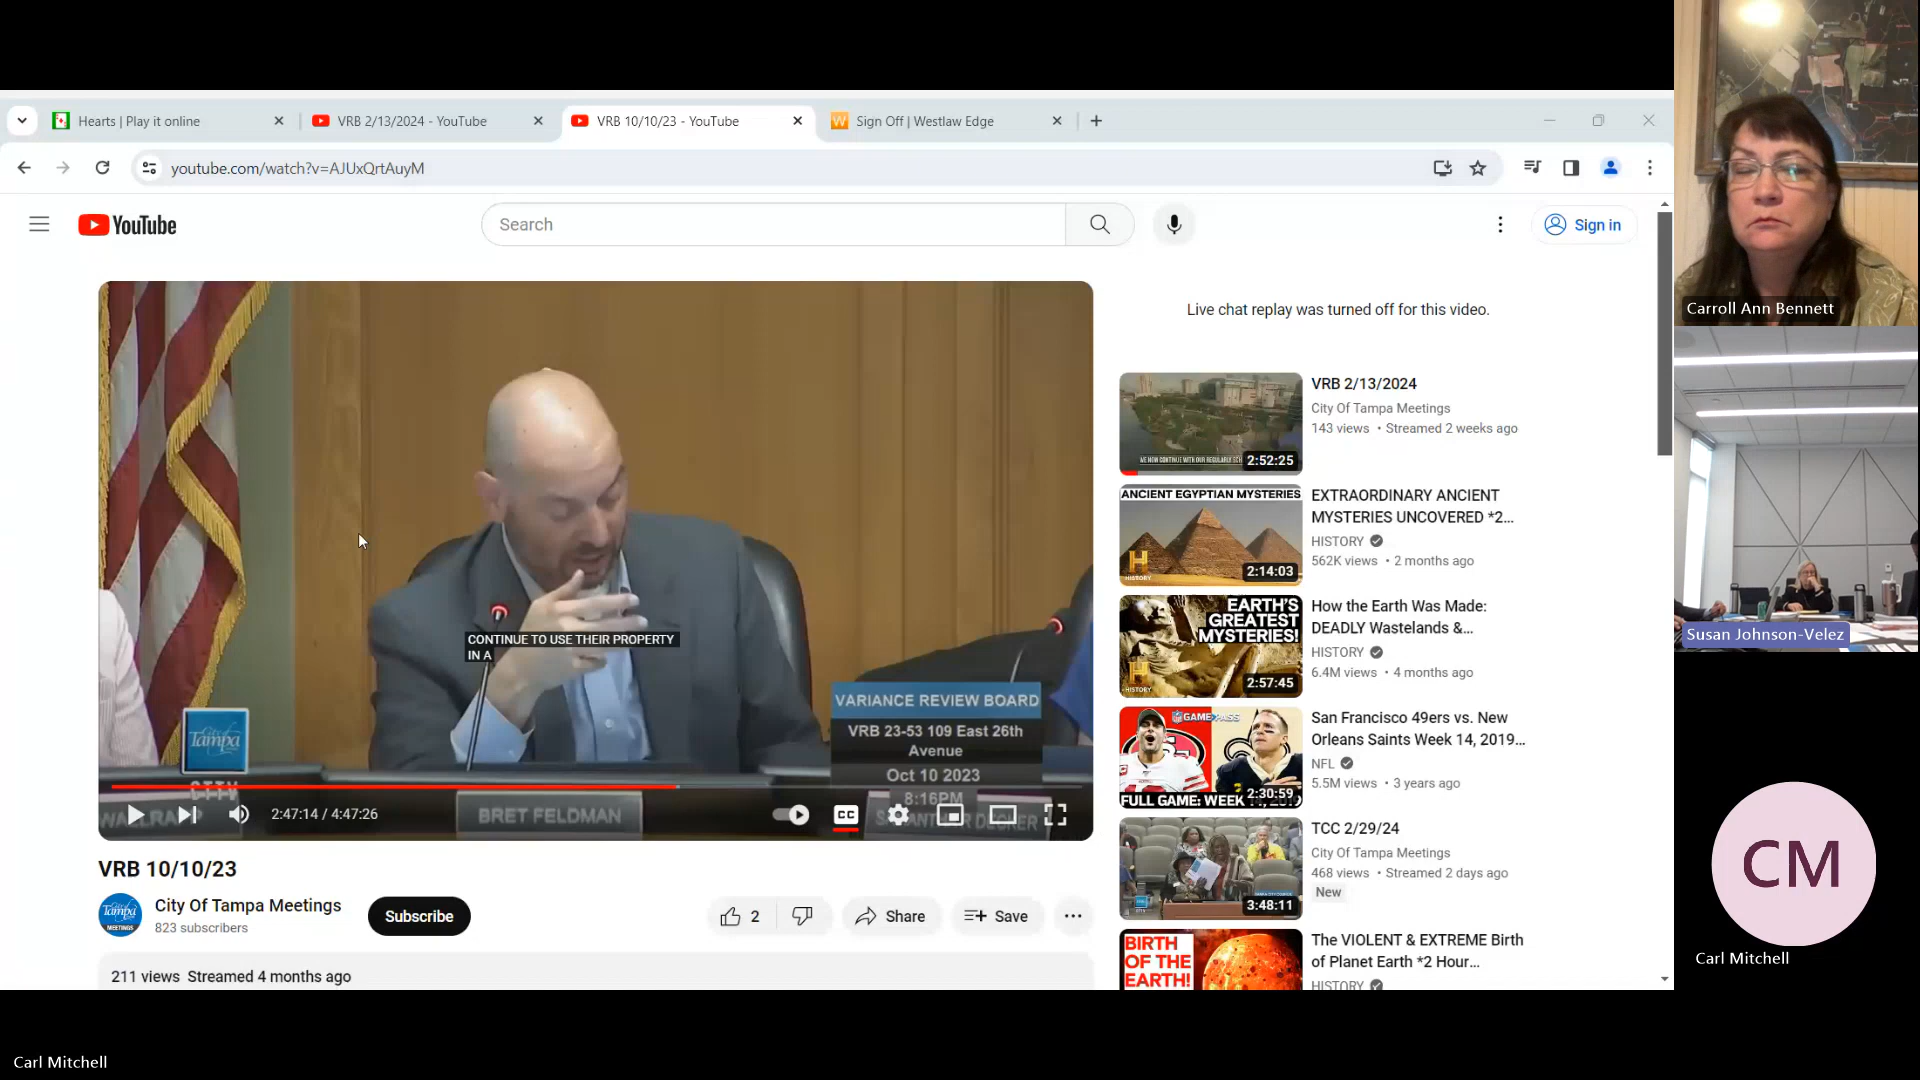 Hearts | Play it online
VRB 2/13/2024 - YouTube
VRB 10/10/23 - YouTube
Sign Off | Westlaw Edge
youtube.com/watch?v=AJUxQrtAuyM
YouTube
Search
Sign in
Live chat replay was turned off for this video.
CONTINUE TO USE THEIR PROPERTY
IN A
VARIANCE REVIEW BOARD
VRB 23-53 109 East 26th
Avenue
Oct 10 2023
8:16PM
Tampa
CTTV
BRET FELDMAN
2:47:14 / 4:47:26
CC
VRB 10/10/23
City Of Tampa Meetings
823 subscribers
Subscribe
2
Share
Save
211 views Streamed 4 months ago
VRB 2/13/2024
City Of Tampa Meetings
143 views • Streamed 2 weeks ago
2:52:25
ANCIENT EGYPTIAN MYSTERIES
HISTORY
2:14:03
EXTRAORDINARY ANCIENT
MYSTERIES UNCOVERED *2...
HISTORY
562K views • 2 months ago
EARTH'S
GREATEST
MYSTERIES!
HISTORY
2:57:45
How the Earth Was Made:
DEADLY Wastelands &...
HISTORY
6.4M views • 4 months ago
GAMEPASS
FULL GAME: WEEK
2:30:59
San Francisco 49ers vs. New
Orleans Saints Week 14, 2019...
NFL
5.5M views • 3 years ago
3:48:11
TCC 2/29/24
City Of Tampa Meetings
468 views • Streamed 2 days ago
New
BIRTH
OF THE
EARTH!
The VIOLENT & EXTREME Birth
of Planet Earth *2 Hour...
HISTORY
Carroll Ann Bennett
Susan Johnson-Velez
CM
Carl Mitchell
Carl Mitchell